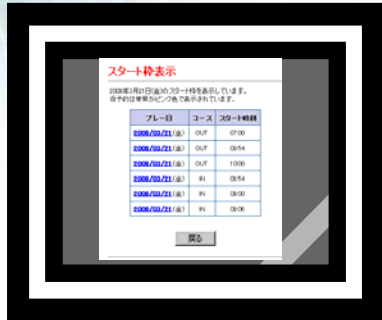 スタート枠表示
2008年3月21日(金)のスタート枠を表示しています。
仮予約は背景がピンク色で表示されています。
プレー日 コース スタート時刻
2008/03/21(金) OUT 07:00
2008/03/21(金) OUT 09:54
2008/03/21(金) OUT 10:00
2008/03/21(金) IN 08:54
2008/03/21(金) IN 09:00
2008/03/21(金) IN 09:06
戻る